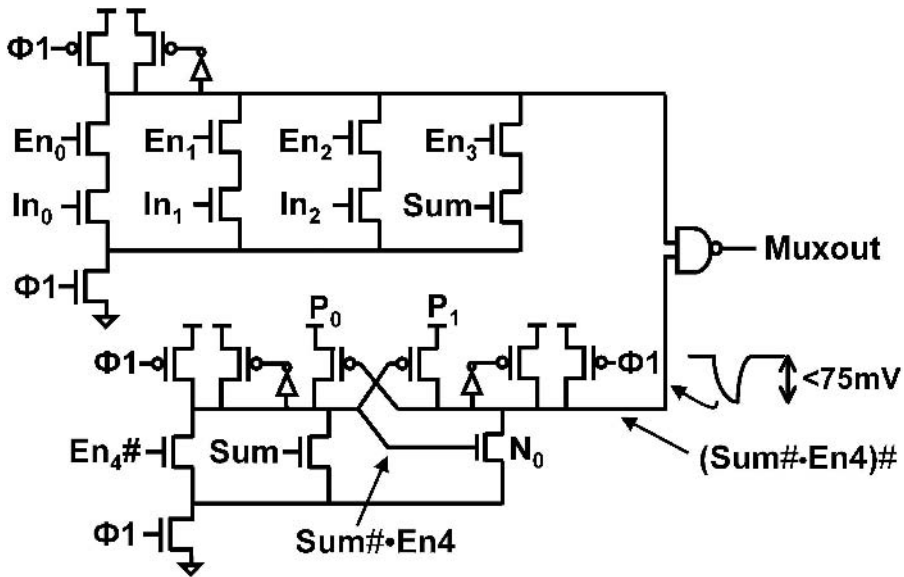 Φ1
En₀
En₁
En₂
En₃
In₀
In₁
In₂
Sum
Φ1
Muxout
P₀
P₁
Φ1
Φ1
<75mV
En₄#
Sum
N₀
(Sum#•En4)#
Φ1
Sum#•En4